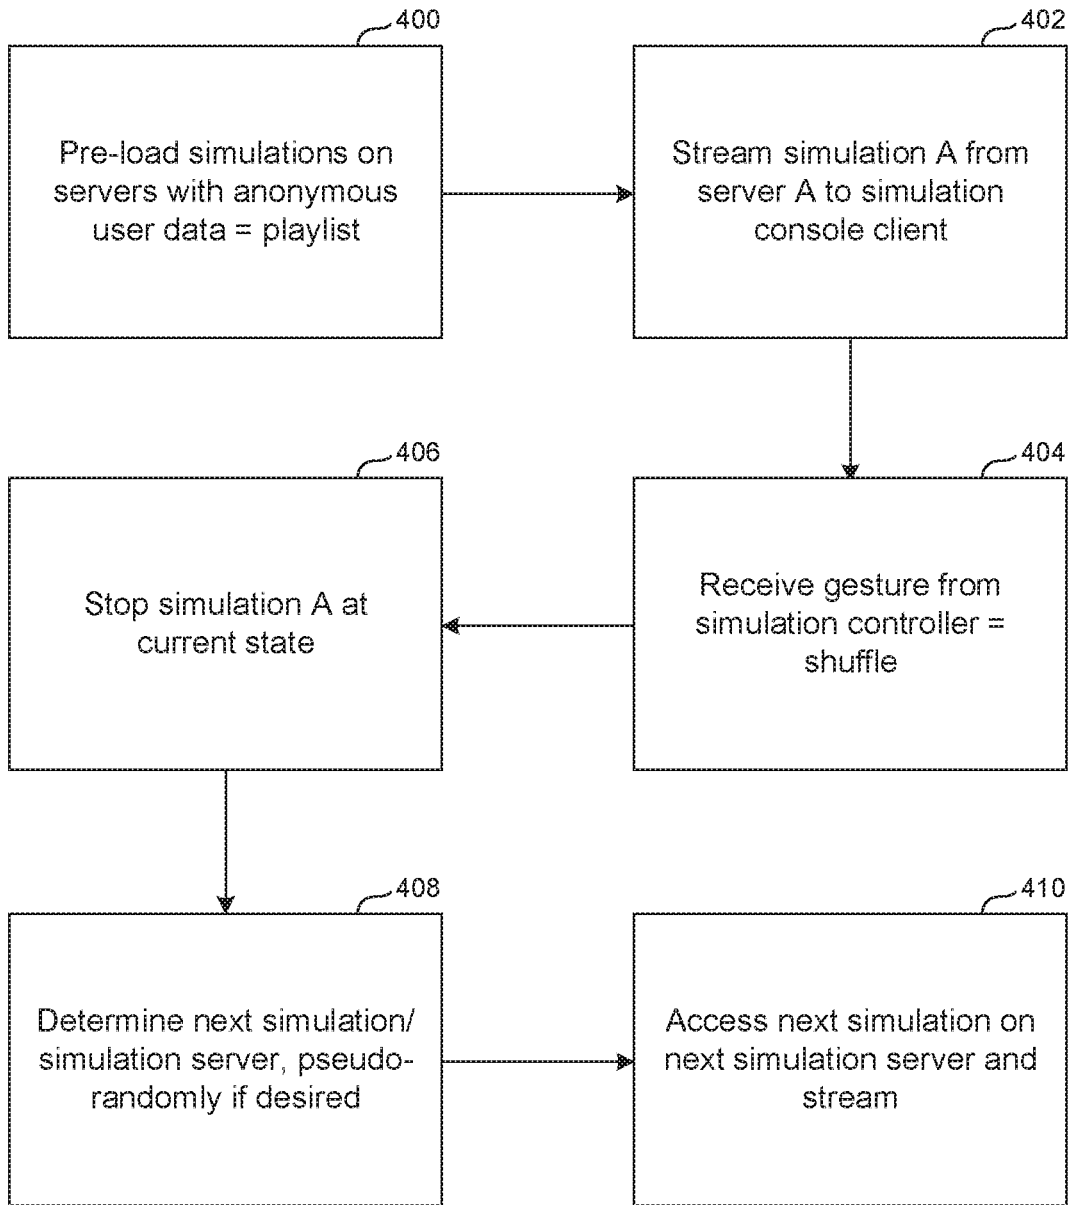 400
Pre-load simulations on
servers with anonymous
user data = playlist
402
Stream simulation A from
server A to simulation
console client
404
Receive gesture from
simulation controller =
shuffle
406
Stop simulation A at
current state
408
Determine next simulation/
simulation server, pseudo-
randomly if desired
410
Access next simulation on
next simulation server and
stream